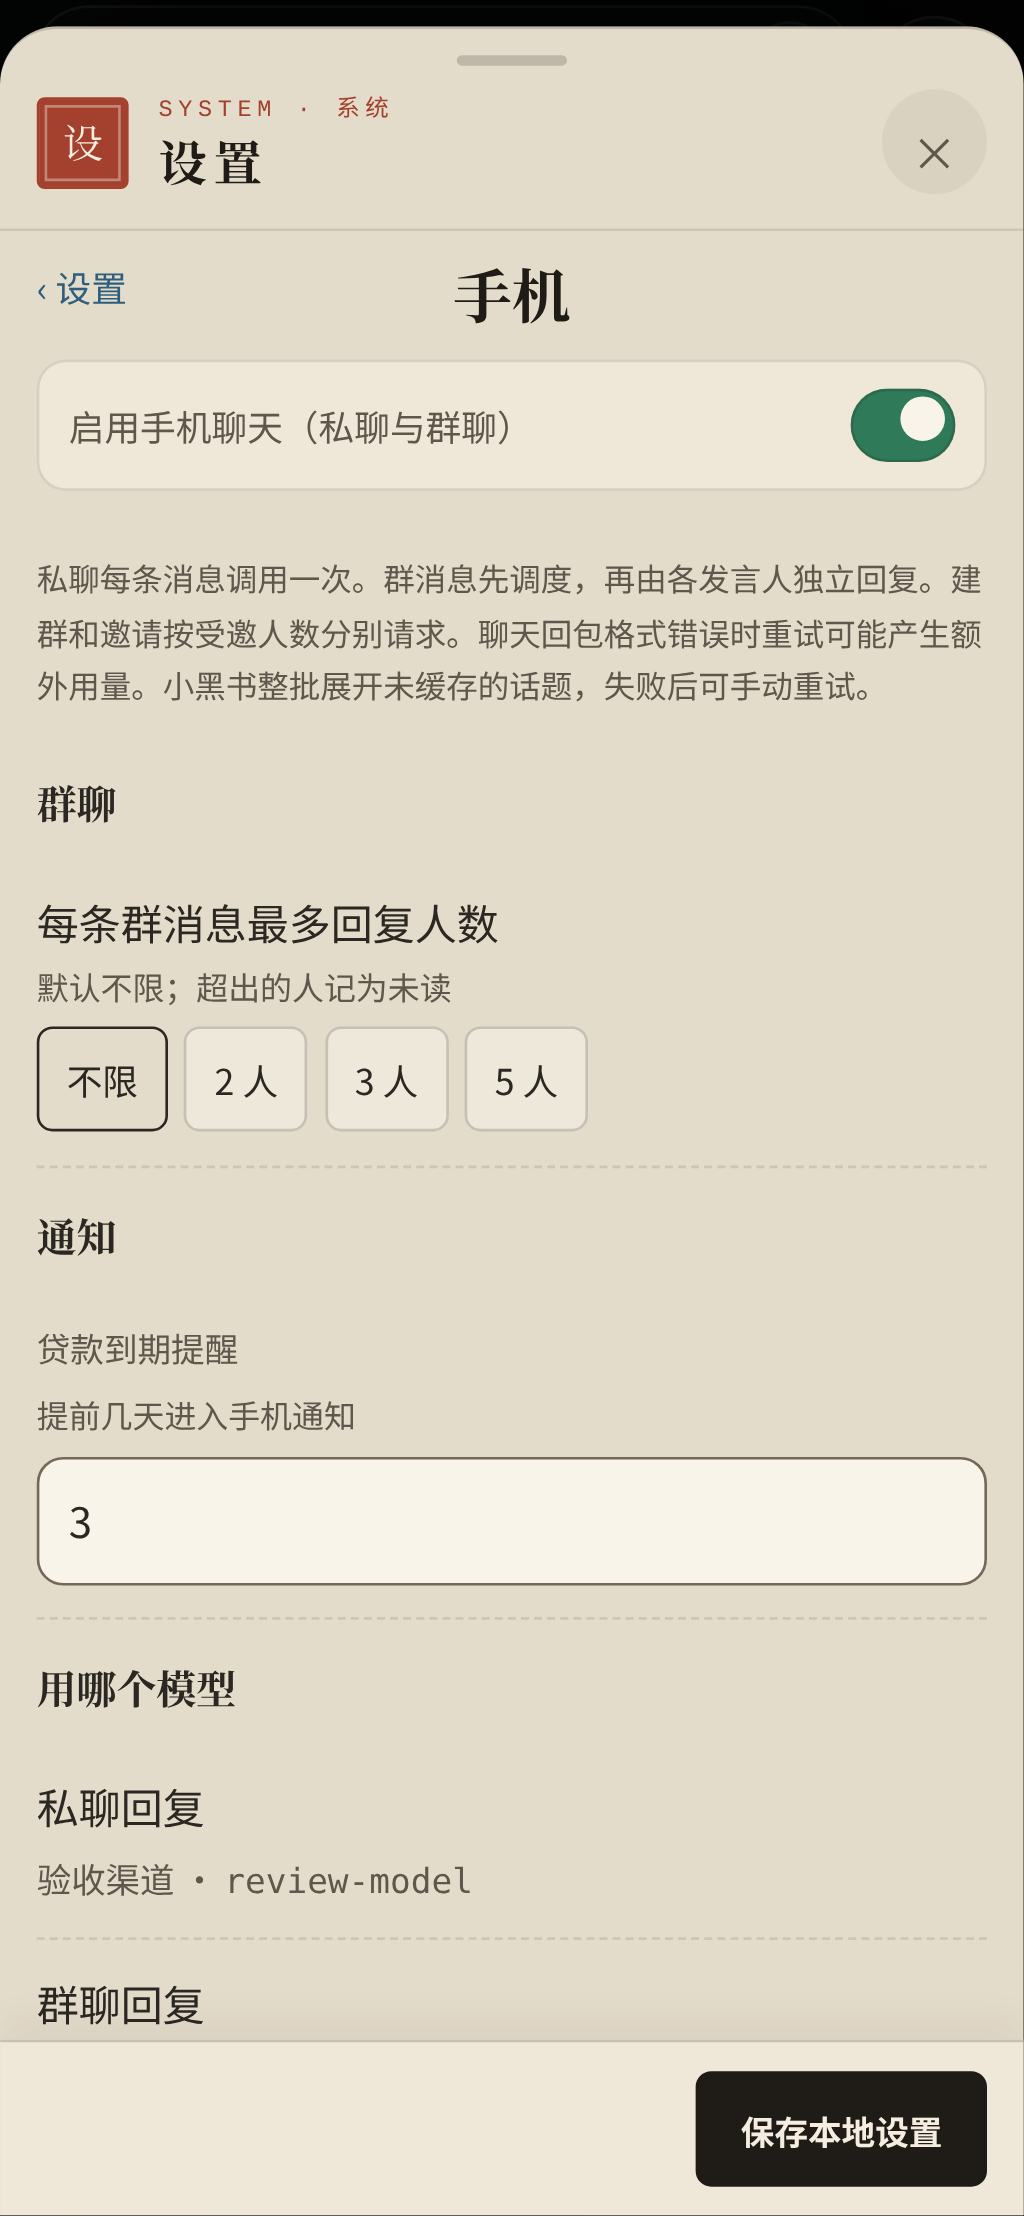 设
SYSTEM · 系统
设置
×
‹ 设置
手机
启用手机聊天（私聊与群聊）
私聊每条消息调用一次。群消息先调度，再由各发言人独立回复。建
群和邀请按受邀人数分别请求。聊天回包格式错误时重试可能产生额
外用量。小黑书整批展开未缓存的话题，失败后可手动重试。
群聊
每条群消息最多回复人数
默认不限；超出的人记为未读
不限 2 人 3 人 5 人
通知
贷款到期提醒
提前几天进入手机通知
3
用哪个模型
私聊回复
验收渠道 · review-model
群聊回复
保存本地设置